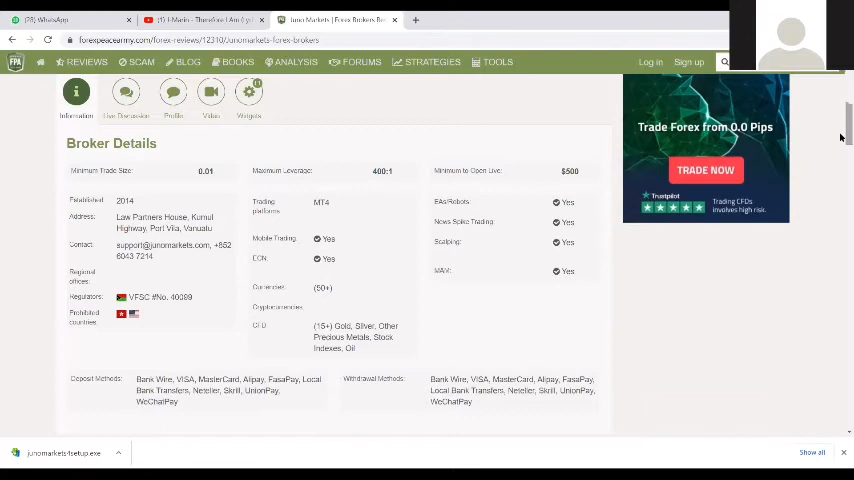 (28) WhatsApp
(1) I-Marin - Therefore I Am (Lyri
Juno Markets | Forex Brokers Rev
forexpeacearmy.com/forex-reviews/12310/Junomarkets-forex-brokers
REVIEWS SCAM BLOG BOOKS ANALYSIS FORUMS STRATEGIES TOOLS Log in Sign up
Information Live Discussion Profile Video Widgets
Broker Details
Minimum Trade Size: 0.01
Maximum Leverage: 400:1
Minimum to Open Live: $500
Established: 2014
Address: Law Partners House, Kumul
Highway, Port Vila, Vanuatu
Contact: support@junomarkets.com, +852
6043 7214
Regional
offices:
Regulators: VFSC #No. 40099
Prohibited
countries:
Trading
platforms
MT4
Mobile Trading: Yes
ECN: Yes
Currencies: (50+)
Cryptocurrencies
CFD (15+) Gold, Silver, Other
Precious Metals, Stock
Indexes, Oil
EAs/Robots: Yes
News Spike Trading: Yes
Scalping: Yes
MAM: Yes
Deposit Methods: Bank Wire, VISA, MasterCard, Alipay, FasaPay, Local
Bank Transfers, Neteller, Skrill, UnionPay,
WeChatPay
Withdrawal Methods: Bank Wire, VISA, MasterCard, Alipay, FasaPay,
Local Bank Transfers, Neteller, Skrill, UnionPay,
WeChatPay
Trade Forex from 0.0 Pips
TRADE NOW
Trustpilot
Trading CFDs
involves high risk.
junomarkets4setup.exe
Show all